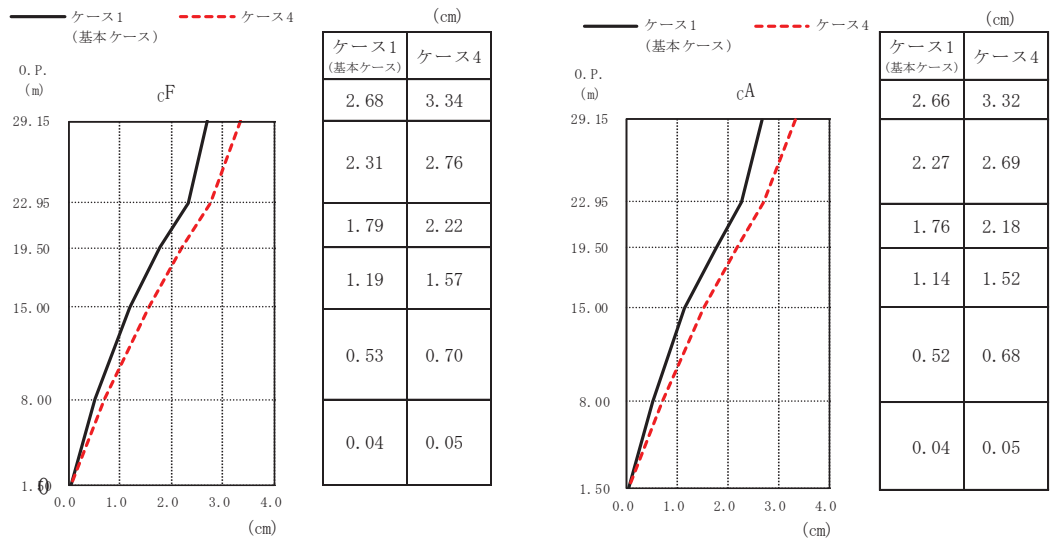 ケース1 ケース4
(基本ケース)
(cm)
O.P.
(m)
CF
29.15
22.95
19.50
15.00
8.00
1.50
0.0 1.0 2.0 3.0 4.0
(cm)
ケース1 ケース4
(基本ケース)
2.68 3.34
2.31 2.76
1.79 2.22
1.19 1.57
0.53 0.70
0.04 0.05
ケース1 ケース4
(基本ケース)
(cm)
O.P.
(m)
CA
29.15
22.95
19.50
15.00
8.00
1.50
0.0 1.0 2.0 3.0 4.0
(cm)
ケース1 ケース4
(基本ケース)
2.66 3.32
2.27 2.69
1.76 2.18
1.14 1.52
0.52 0.68
0.04 0.05